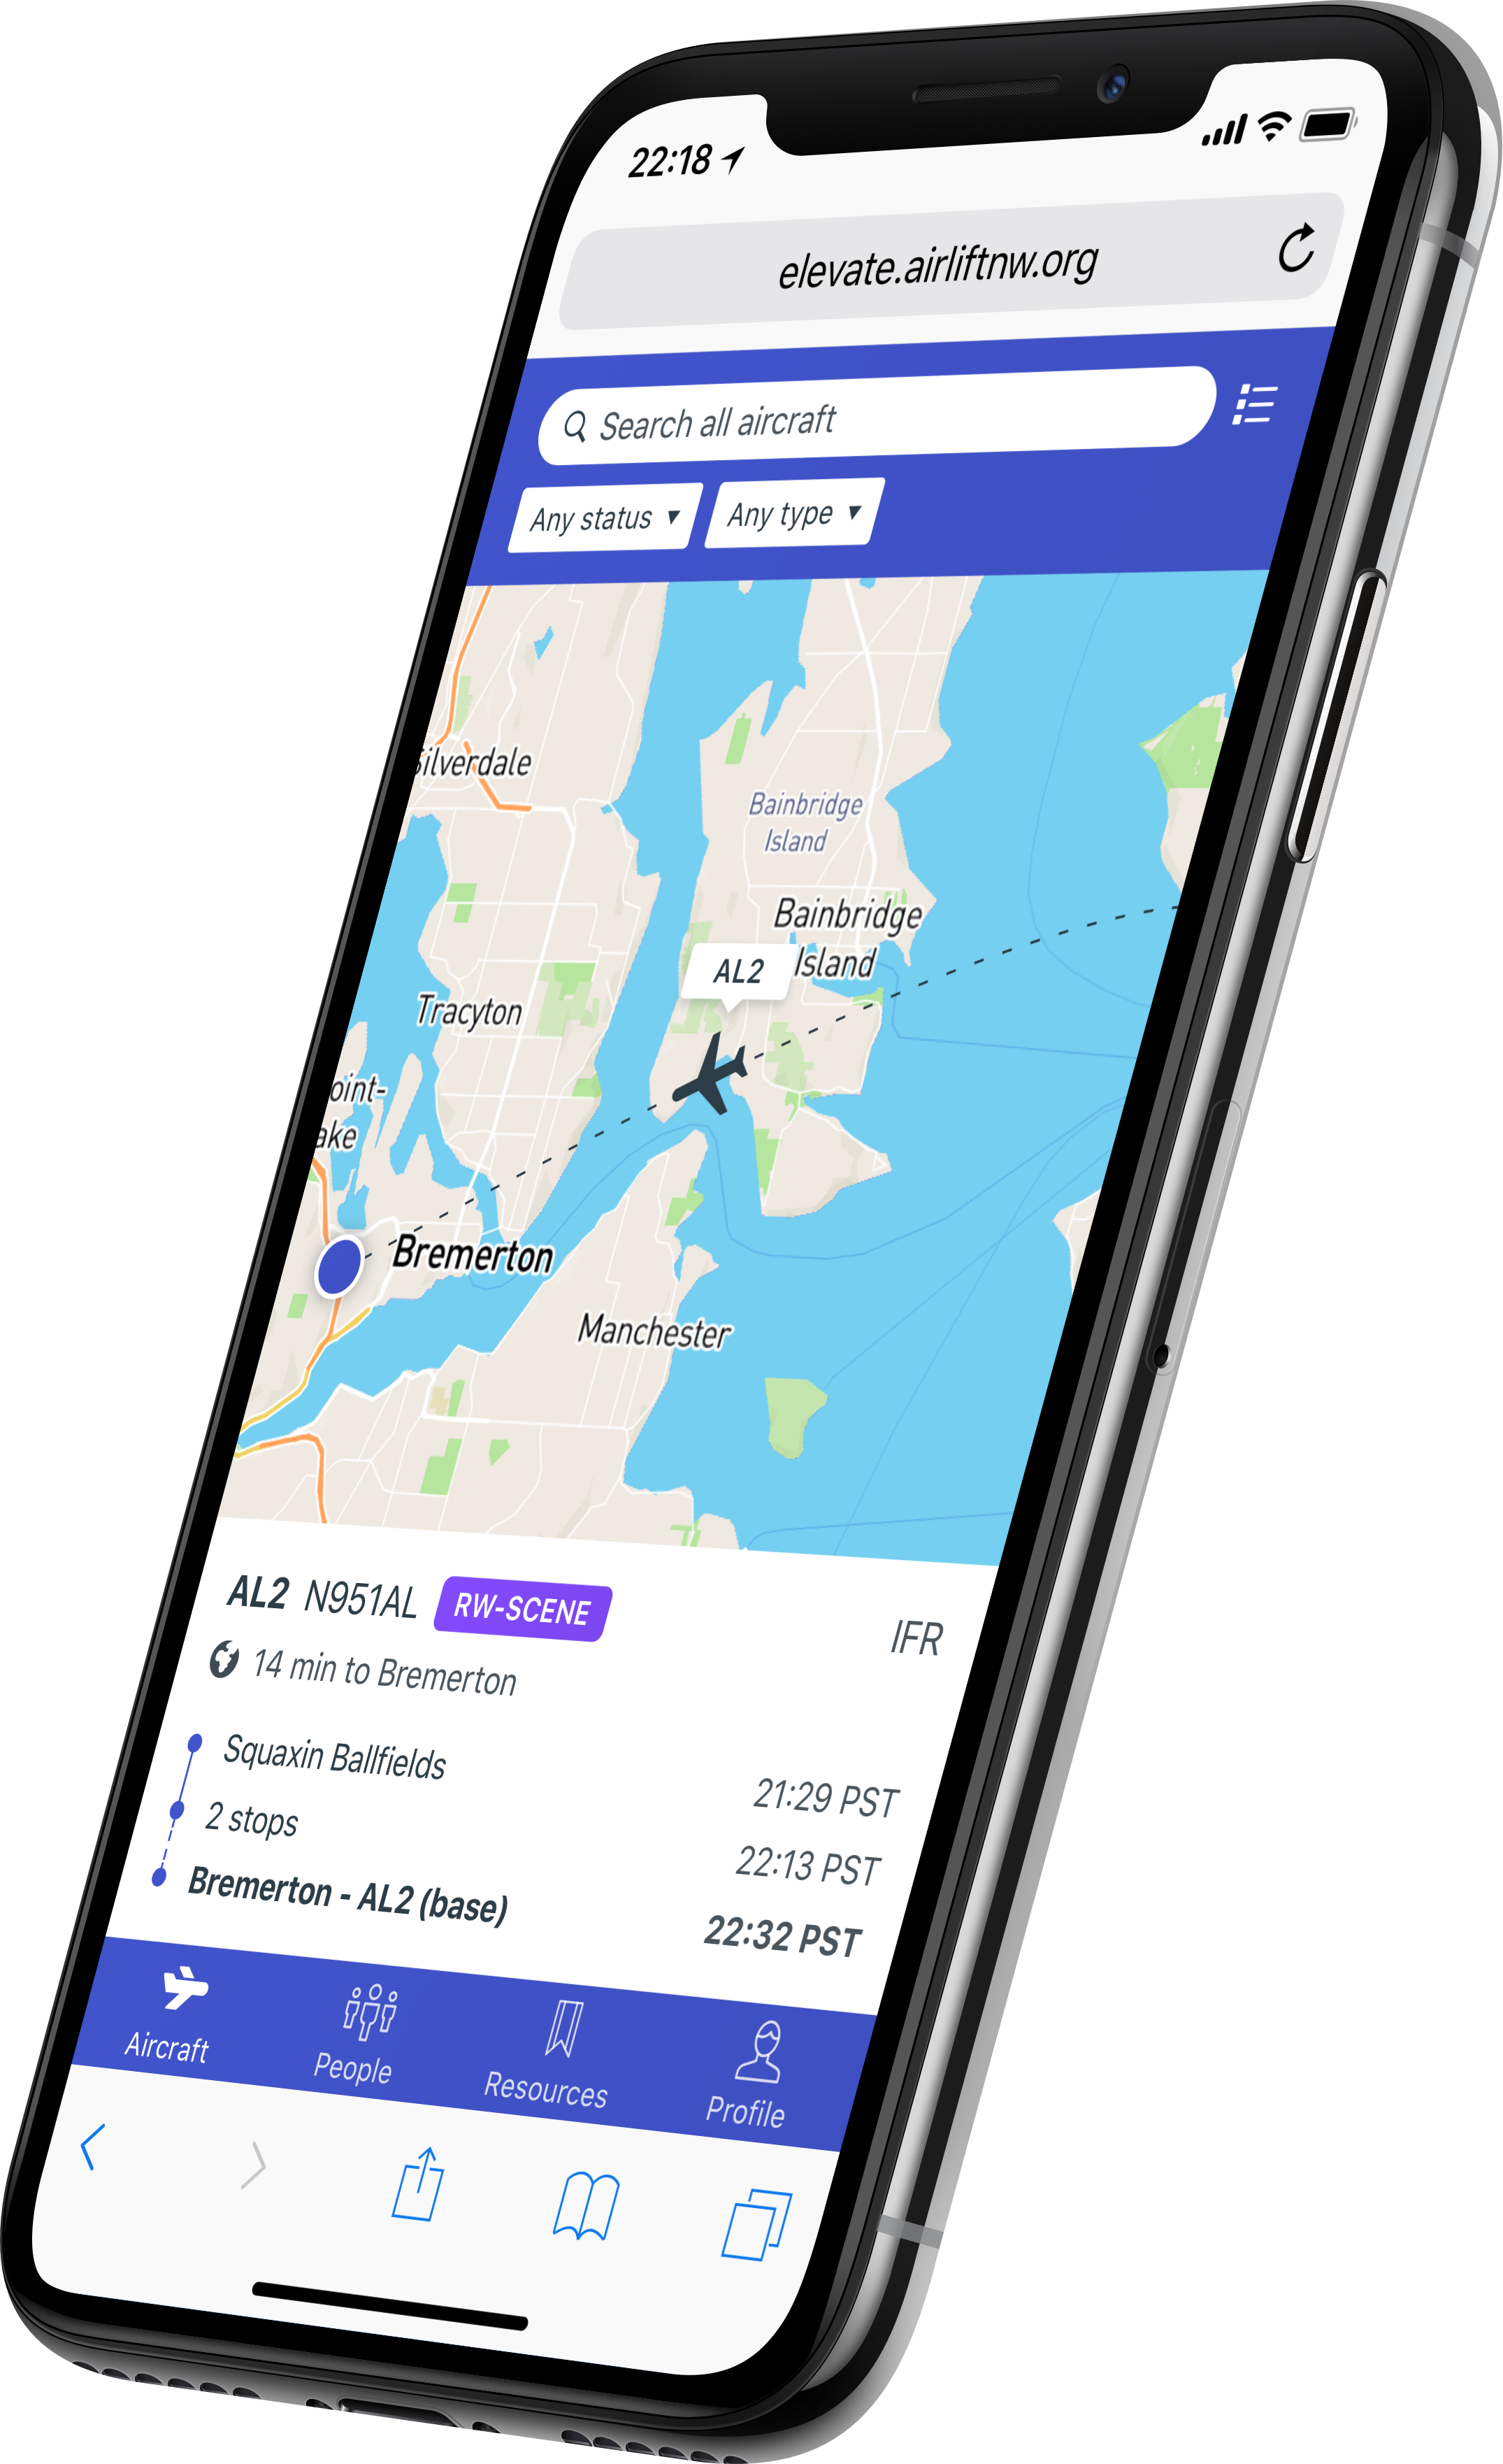 22:18
elevate.airliftnw.org
Search all aircraft
Any status
Any type
Silverdale
Bainbridge
Island
Bainbridge
Island
AL2
Tracyton
oint-
ake
Bremerton
Manchester
AL2 N951AL RW-SCENE
IFR
14 min to Bremerton
Squaxin Ballfields
21:29 PST
2 stops
22:13 PST
Bremerton - AL2 (base)
22:32 PST
Aircraft
People
Resources
Profile